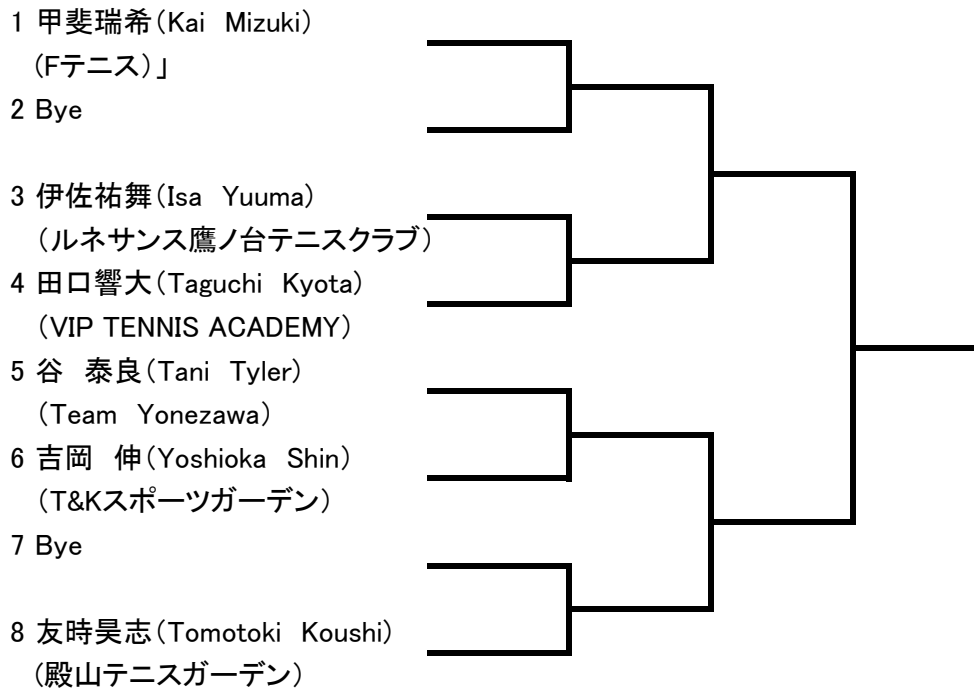 1 甲斐瑞希(Kai Mizuki)
(Fテニス)」
2 Bye
3 伊佐祐舞(Isa Yuuma)
(ルネサンス鷹ノ台テニスクラブ)
4 田口響大(Taguchi Kyota)
(VIP TENNIS ACADEMY)
5 谷 泰良(Tani Tyler)
(Team Yonezawa)
6 吉岡 伸(Yoshioka Shin)
(T&Kスポーツガーデン)
7 Bye
8 友時昊志(Tomotoki Koushi)
(殿山テニスガーデン)